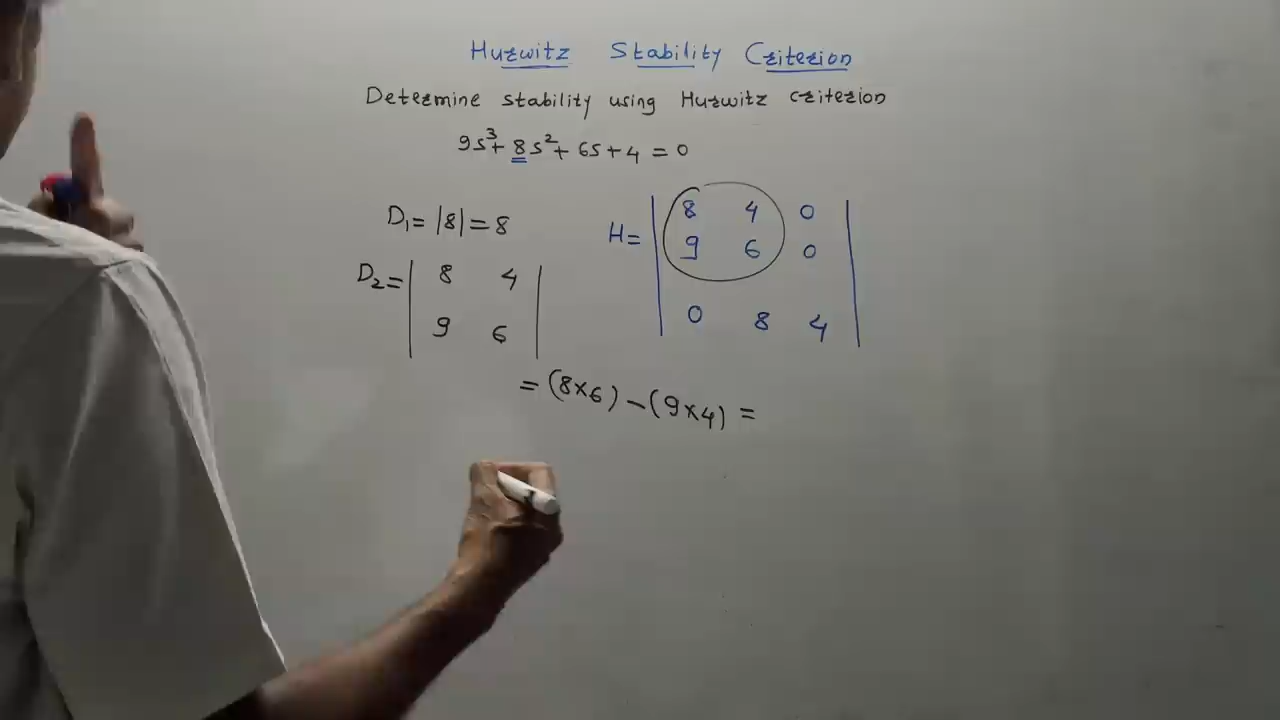 Hurwitz Stability Criterion
Determine stability using Hurwitz criterion
9s³+ 8s²+ 6s+4 = 0
D₁= |8| = 8
H= | 8 4 0 |
| 9 6 0 |
| 0 8 4 |
D₂= | 8 4 |
| 9 6 |
= (8×6) – (9×4) =